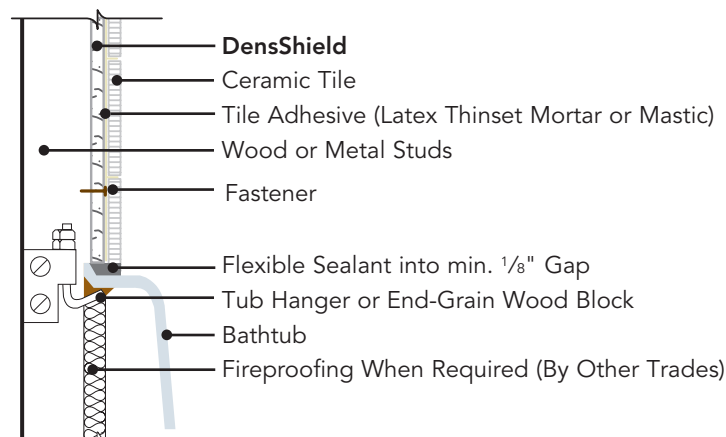 DensShield
Ceramic Tile
Tile Adhesive (Latex Thinset Mortar or Mastic)
Wood or Metal Studs
Fastener
Flexible Sealant into min. 1/8" Gap
Tub Hanger or End-Grain Wood Block
Bathtub
Fireproofing When Required (By Other Trades)